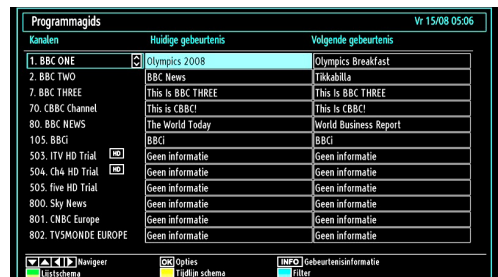 Programmagids Vr 15/08 05:06
Kanalen Huidige gebeurtenis Volgende gebeurtenis
1. BBC ONE Olympics 2008 Olympics Breakfast
2. BBC TWO BBC News Tikkabilla
7. BBC THREE This Is BBC THREE This Is BBC THREE
70. CBBC Channel This is CBBC! This Is CBBC!
80. BBC NEWS The World Today World Business Report
105. BBCi BBCi BBCi
503. ITV HD Trial HD Geen informatie Geen informatie
504. Ch4 HD Trial HD Geen informatie Geen informatie
505. five HD Trial Geen informatie Geen informatie
800. Sky News Geen informatie Geen informatie
801. CNBC Europe Geen informatie Geen informatie
802. TV5MONDE EUROPE Geen informatie Geen informatie
Navigeer OK Opties INFO Gebeurtenisinformatie
Lijstschema Tijdlijn schema Filter